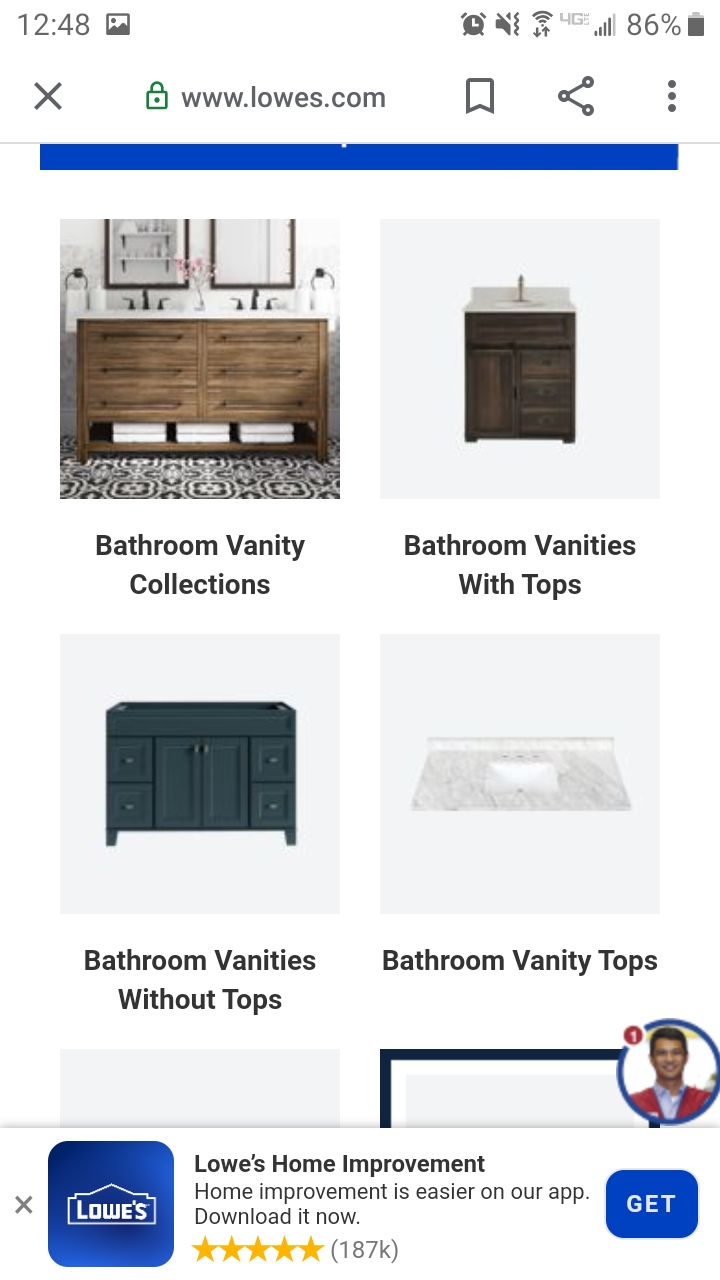 12:48 4G 86%
www.lowes.com
Bathroom Vanity
Collections
Bathroom Vanities
With Tops
Bathroom Vanities
Without Tops
Bathroom Vanity Tops
1
Lowe's Home Improvement
Home improvement is easier on our app.
Download it now.
(187k)
LOWE'S
GET